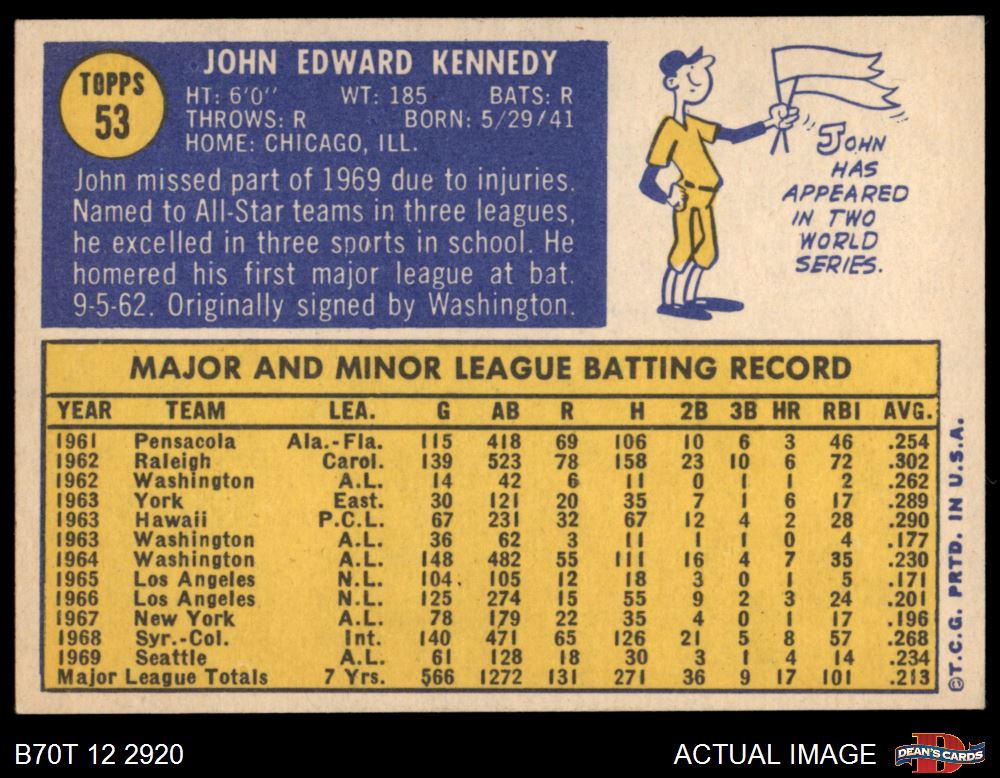 TOPPS
53
JOHN EDWARD KENNEDY
HT: 6'0" WT: 185 BATS: R
THROWS: R BORN: 5/29/41
HOME: CHICAGO, ILL.
John missed part of 1969 due to injuries.
Named to All-Star teams in three leagues,
he excelled in three sports in school. He
homered his first major league at bat.
9-5-62. Originally signed by Washington.
JOHN
HAS
APPEARED
IN TWO
WORLD
SERIES.
MAJOR AND MINOR LEAGUE BATTING RECORD
YEAR TEAM LEA. G AB R H 2B 3B HR RBI AVG.
1961 Pensacola Ala.-Fla. 115 418 69 106 10 6 3 46 .254
1962 Raleigh Carol. 139 523 78 158 23 10 6 72 .302
1962 Washington A.L. 14 42 6 11 0 1 1 2 .262
1963 York East. 30 121 20 35 7 1 6 17 .289
1963 Hawaii P.C.L. 67 231 32 67 12 4 2 28 .290
1963 Washington A.L. 36 62 3 11 1 1 0 4 .177
1964 Washington A.L. 148 482 55 111 16 4 7 35 .230
1965 Los Angeles N.L. 104. 105 12 18 3 0 1 5 .171
1966 Los Angeles N.L. 125 274 15 55 9 2 3 24 .201
1967 New York A.L. 78 179 22 35 4 0 1 17 .196
1968 Syr.-Col. Int. 140 471 65 126 21 5 8 57 .268
1969 Seattle A.L. 61 128 18 30 3 1 4 14 .234
Major League Totals 7 Yrs. 566 1272 131 271 36 9 17 101 .213
©T.C.G. PRTD. IN U.S.A.
B70T 12 2920
ACTUAL IMAGE
DEAN'S CARDS